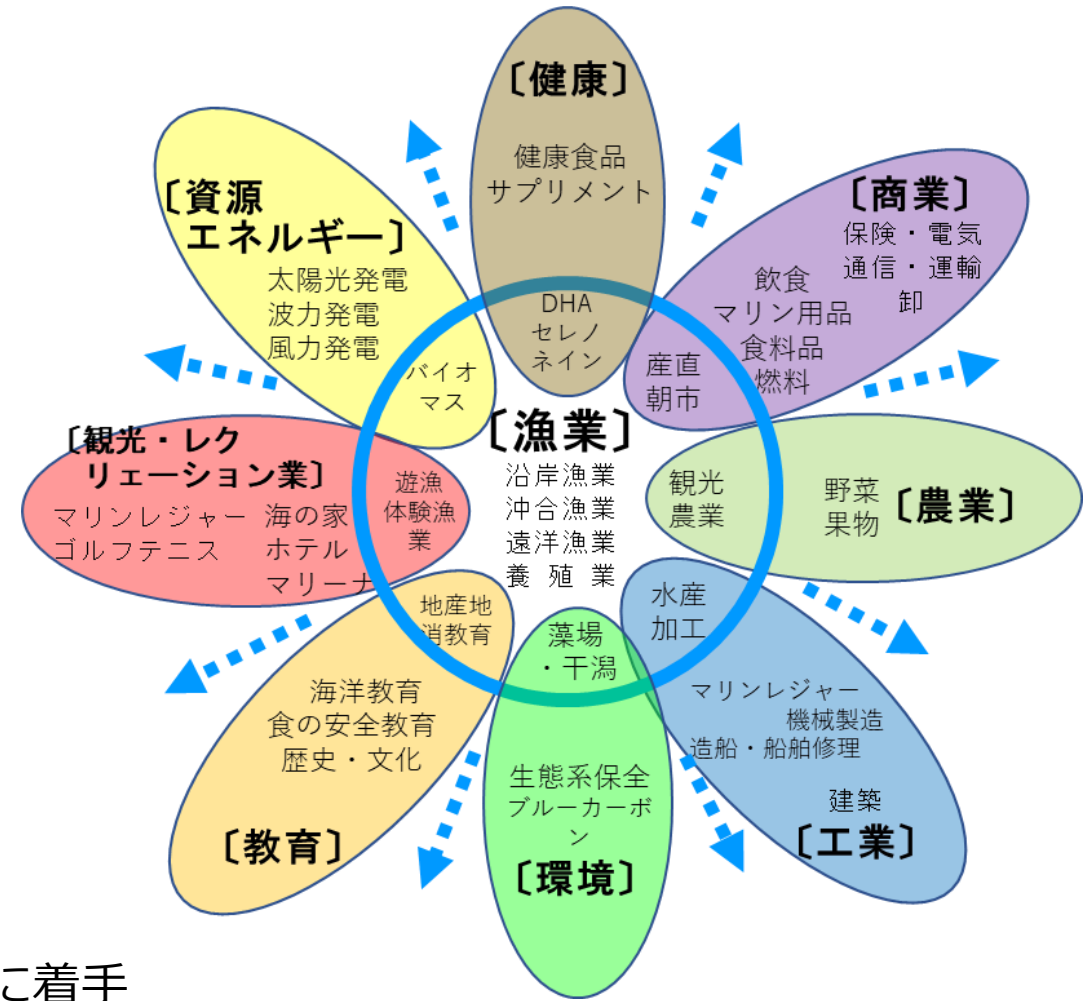 〔健康〕
健康食品
サプリメント
DHA
セレノ
ネイン
〔商業〕
保険・電気
通信・運輸
卸
飲食
マリン用品
食料品
燃料
産直
朝市
〔農業〕
野菜
果物
観光
農業
水産
加工
マリンレジャー
機械製造
造船・船舶修理
建築
〔工業〕
藻場
・干潟
生態系保全
ブルーカーボ
ン
〔環境〕
地産地
消教育
海洋教育
食の安全教育
歴史・文化
〔教育〕
〔観光・レク
リェーション業〕
マリンレジャー
ゴルフテニス
海の家
ホテル
マリーナ
遊漁
体験漁
業
〔資源
エネルギー〕
太陽光発電
波力発電
風力発電
バイオ
マス
〔漁業〕
沿岸漁業
沖合漁業
遠洋漁業
養殖業
に着手